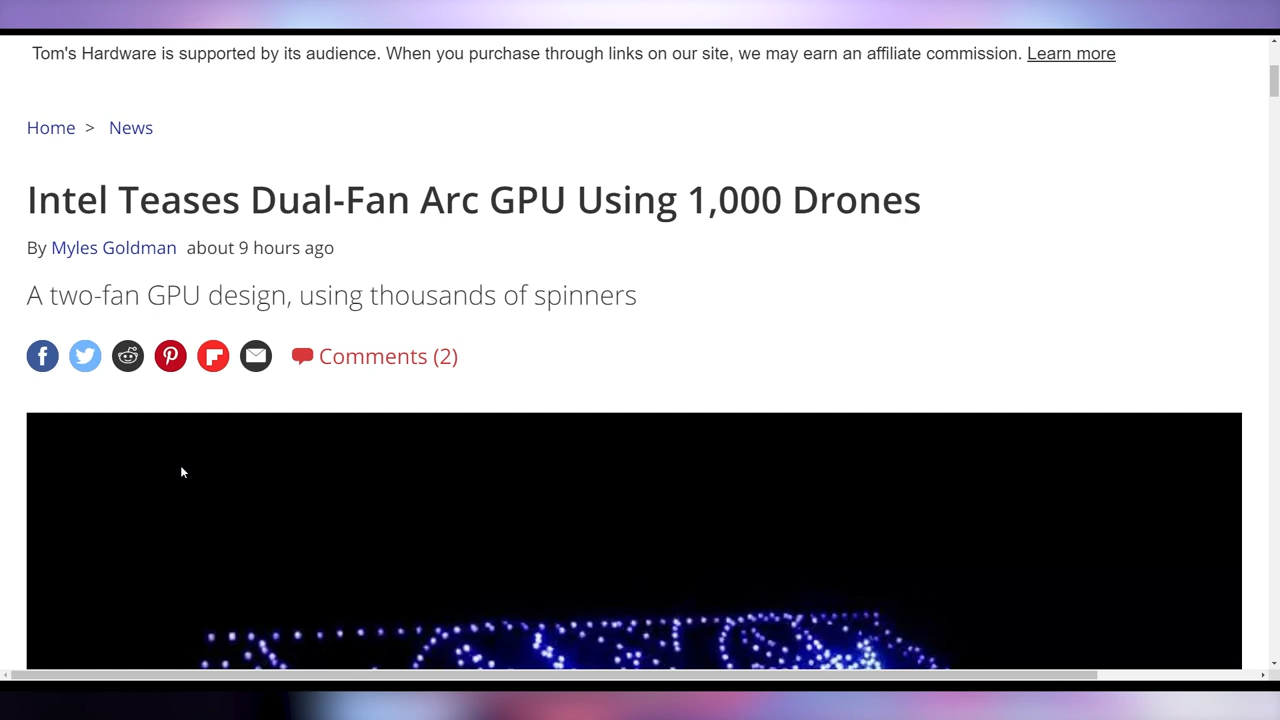 Tom's Hardware is supported by its audience. When you purchase through links on our site, we may earn an affiliate commission. Learn more
Home > News
Intel Teases Dual-Fan Arc GPU Using 1,000 Drones
By Myles Goldman about 9 hours ago
A two-fan GPU design, using thousands of spinners
Comments (2)